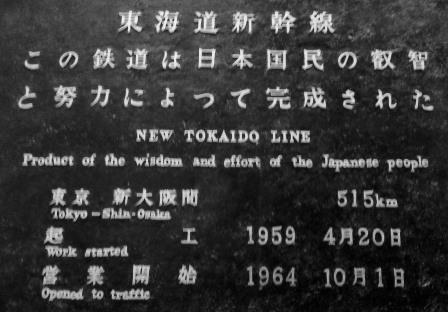 東海道新幹線
この鉄道は日本国民の叡智
と努力によって完成された
NEW TOKAIDO LINE
Product of the wisdom and effort of the Japanese people
東京 新大阪間 515km
Tokyo - Shin-Osaka
起工 1959 4月20日
Work started
営業開始 1964 10月1日
Opened to traffic